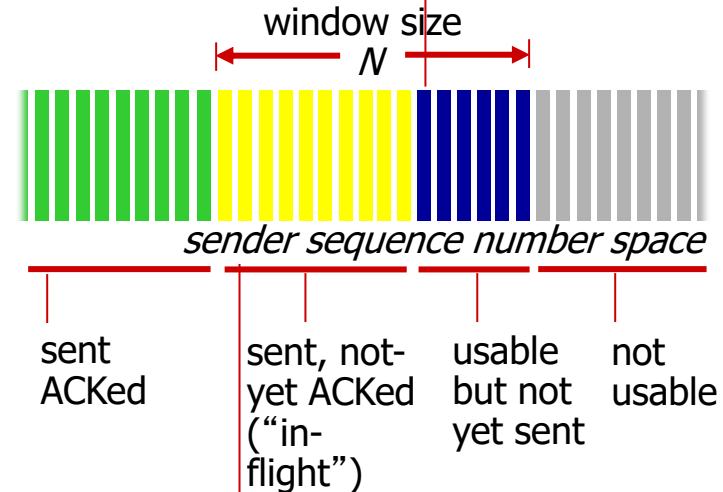 window size
N
sender sequence number space
sent
ACKed
sent, not-
yet ACKed
(“in-
flight”)
usable
but not
yet sent
not
usable